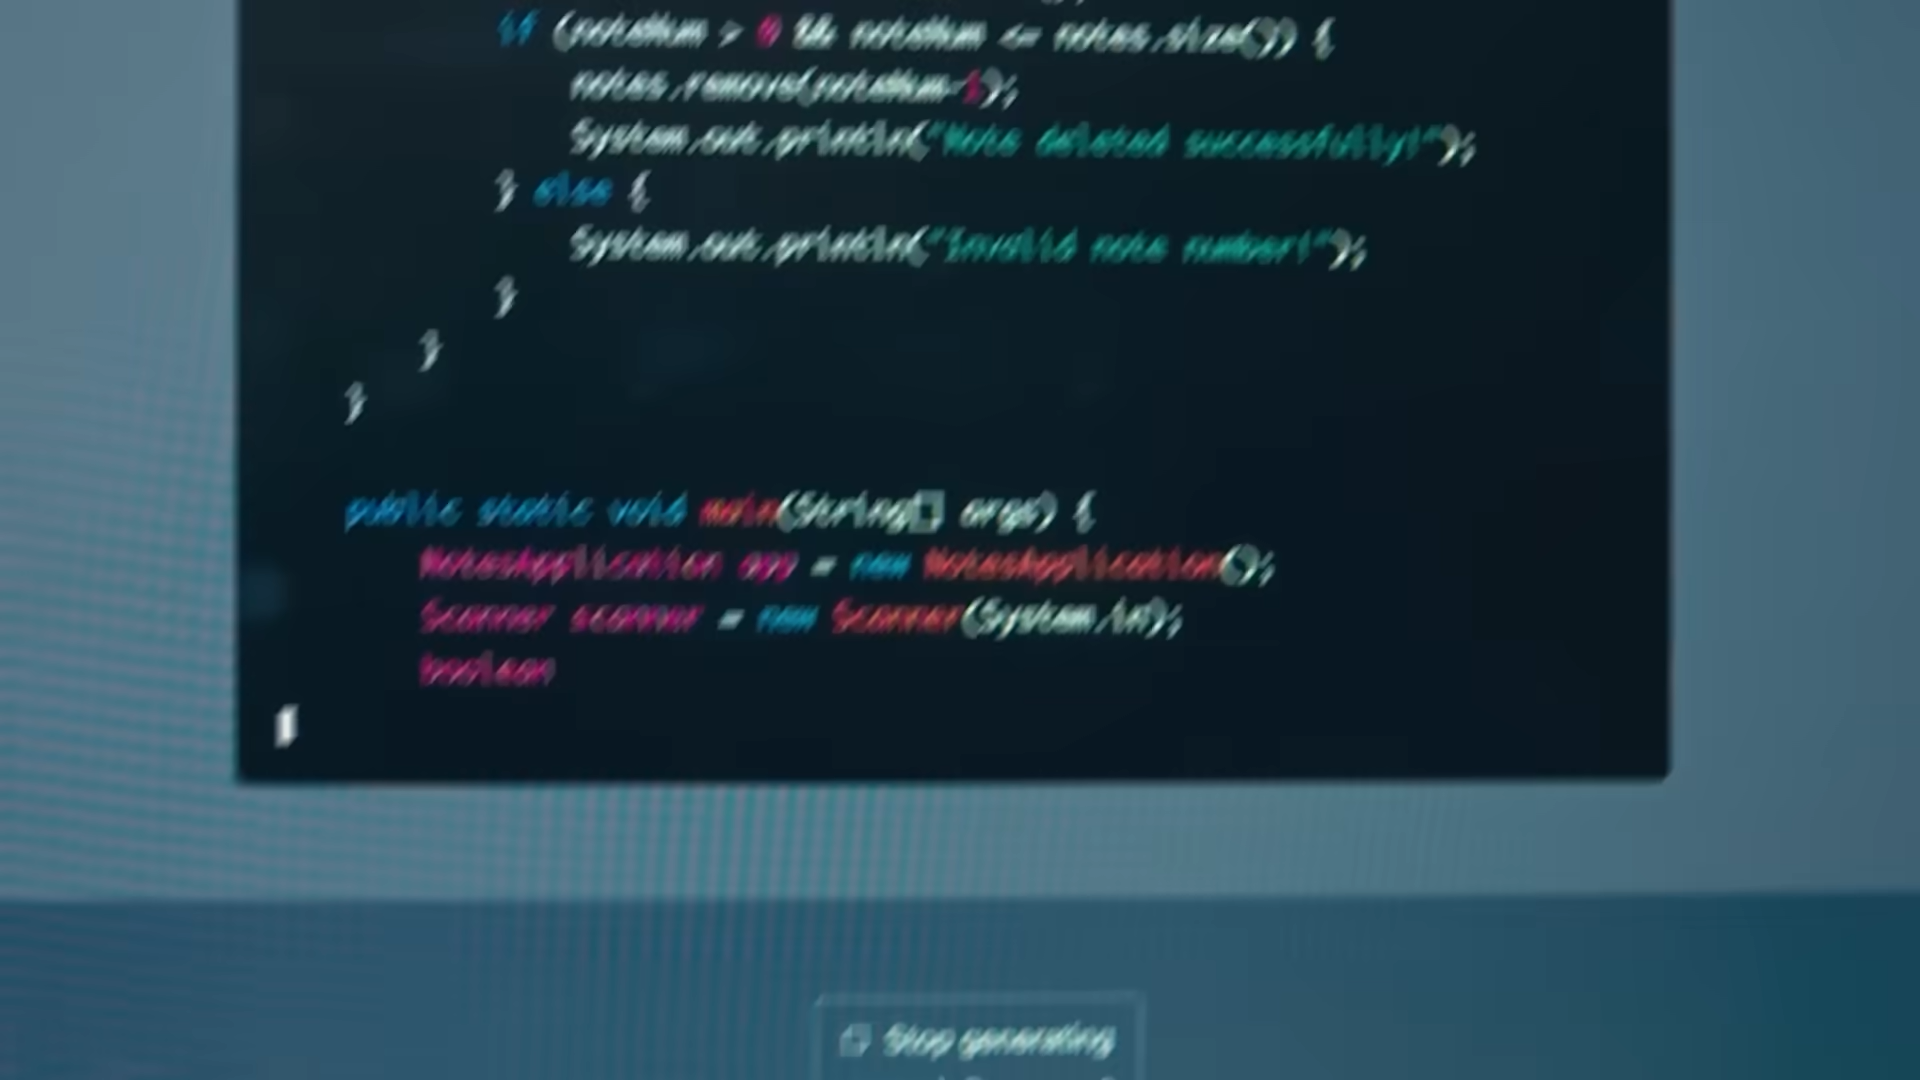 if (noteNum > 0 && noteNum <= notes.size()) {
notes.remove(noteNum-1);
System.out.println("Note deleted successfully!");
} else {
System.out.println("Invalid note number!");
}
}
}
public static void main(String[] args) {
NotesApplication app = new NotesApplication();
Scanner scanner = new Scanner(System.in);
boolean
Stop generating